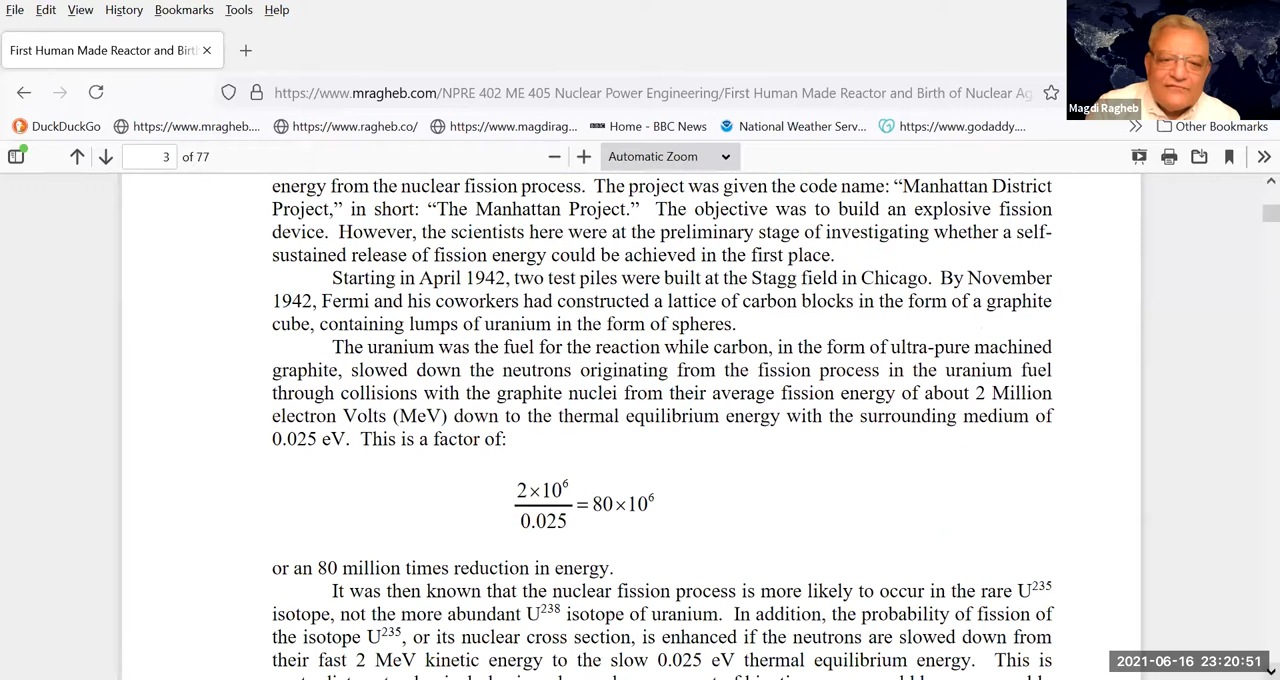 File Edit View History Bookmarks Tools Help
First Human Made Reactor and Birt
https://www.mragheb.com/NPRE 402 ME 405 Nuclear Power Engineering/First Human Made Reactor and Birth of Nuclear Ag
Magdi Ragheb
DuckDuckGo https://www.mragheb.... https://www.ragheb.co/ https://www.magdirag... BBC Home - BBC News National Weather Serv... https://www.godaddy.... Other Bookmarks
3 of 77 Automatic Zoom
energy from the nuclear fission process. The project was given the code name: “Manhattan District
Project,” in short: “The Manhattan Project.” The objective was to build an explosive fission
device. However, the scientists here were at the preliminary stage of investigating whether a self-
sustained release of fission energy could be achieved in the first place.
Starting in April 1942, two test piles were built at the Stagg field in Chicago. By November
1942, Fermi and his coworkers had constructed a lattice of carbon blocks in the form of a graphite
cube, containing lumps of uranium in the form of spheres.
The uranium was the fuel for the reaction while carbon, in the form of ultra-pure machined
graphite, slowed down the neutrons originating from the fission process in the uranium fuel
through collisions with the graphite nuclei from their average fission energy of about 2 Million
electron Volts (MeV) down to the thermal equilibrium energy with the surrounding medium of
0.025 eV. This is a factor of:
2×10⁶
0.025
= 80×10⁶
or an 80 million times reduction in energy.
It was then known that the nuclear fission process is more likely to occur in the rare U²³⁵
isotope, not the more abundant U²³⁸ isotope of uranium. In addition, the probability of fission of
the isotope U²³⁵, or its nuclear cross section, is enhanced if the neutrons are slowed down from
their fast 2 MeV kinetic energy to the slow 0.025 eV thermal equilibrium energy. This is
2021-06-16 23:20:51